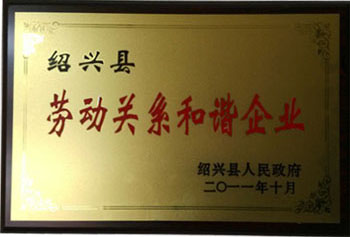 绍兴县
劳动关系和谐企业
绍兴县人民政府
二〇一一年十月